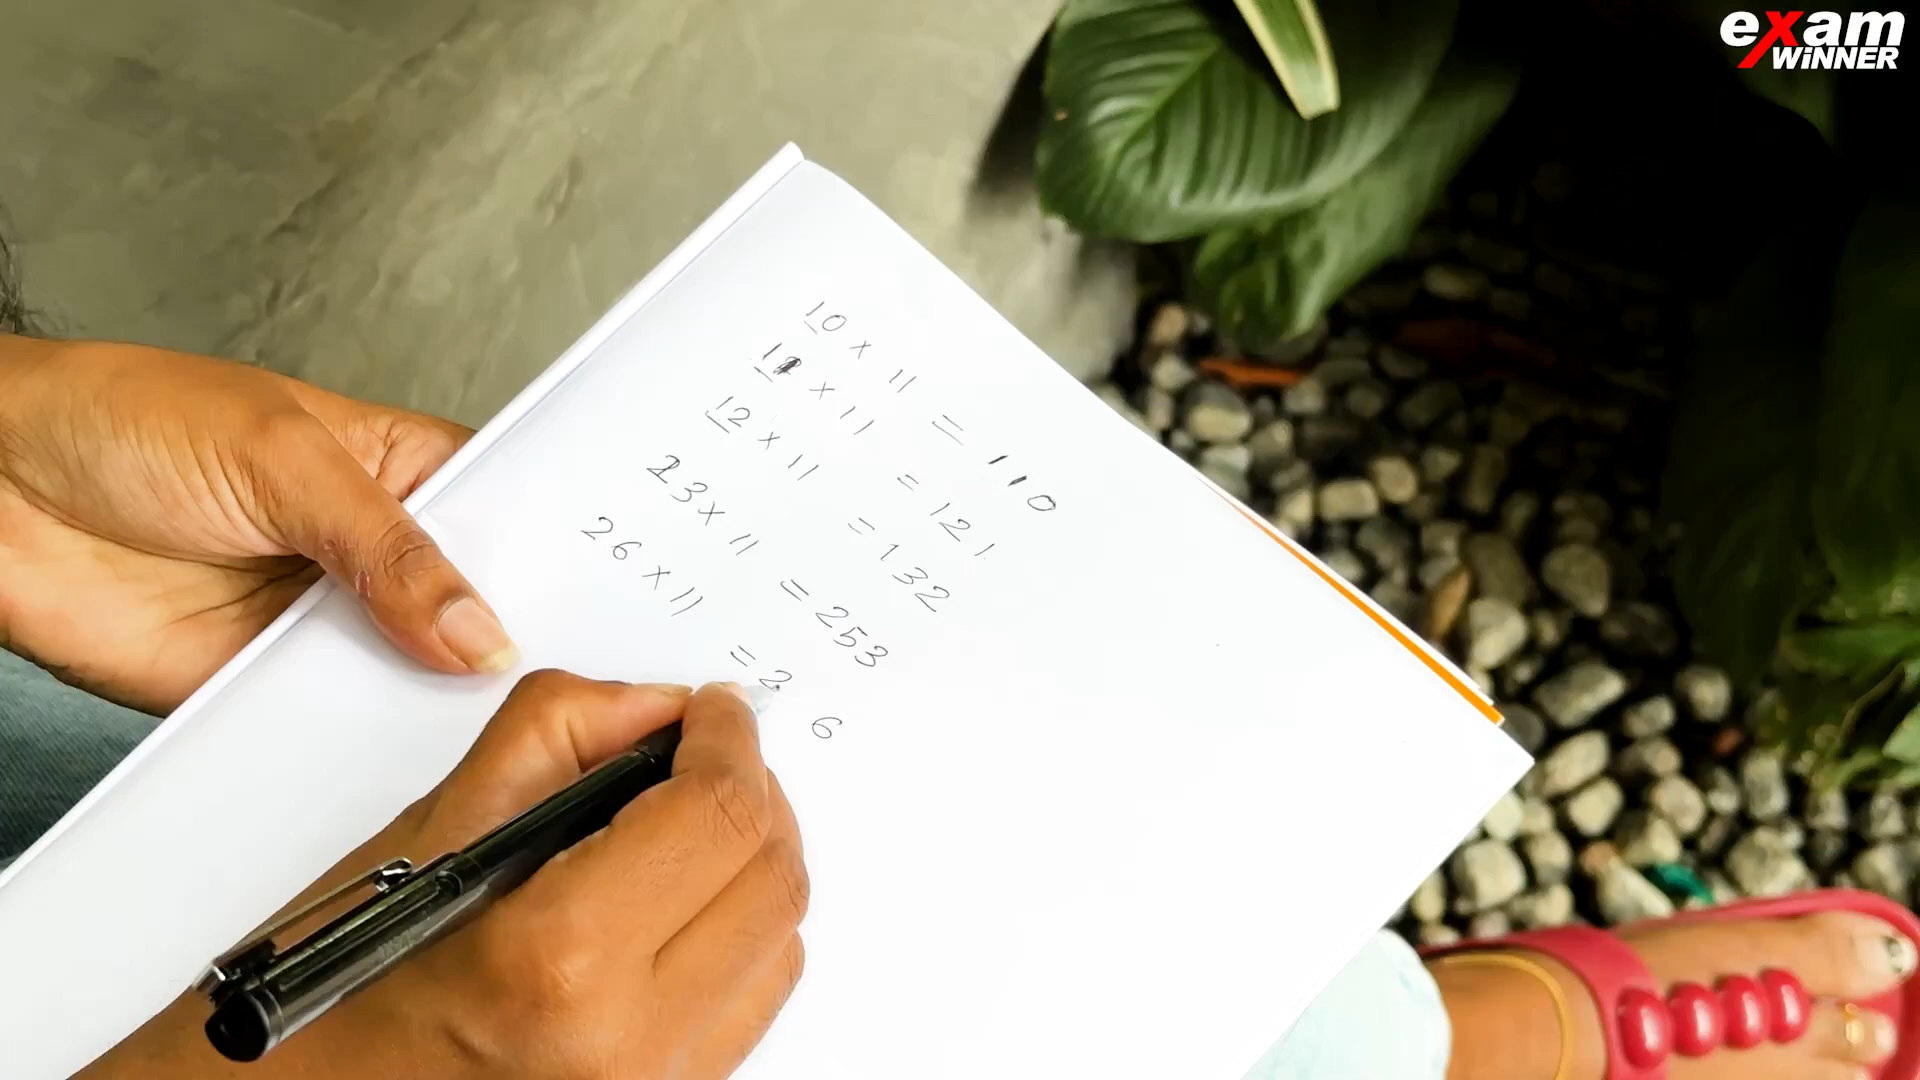 exam
WiNNER
10 × 11 = 110
11 × 11 = 121
12 × 11 = 132
23 × 11 = 253
26 × 11 = 2 6